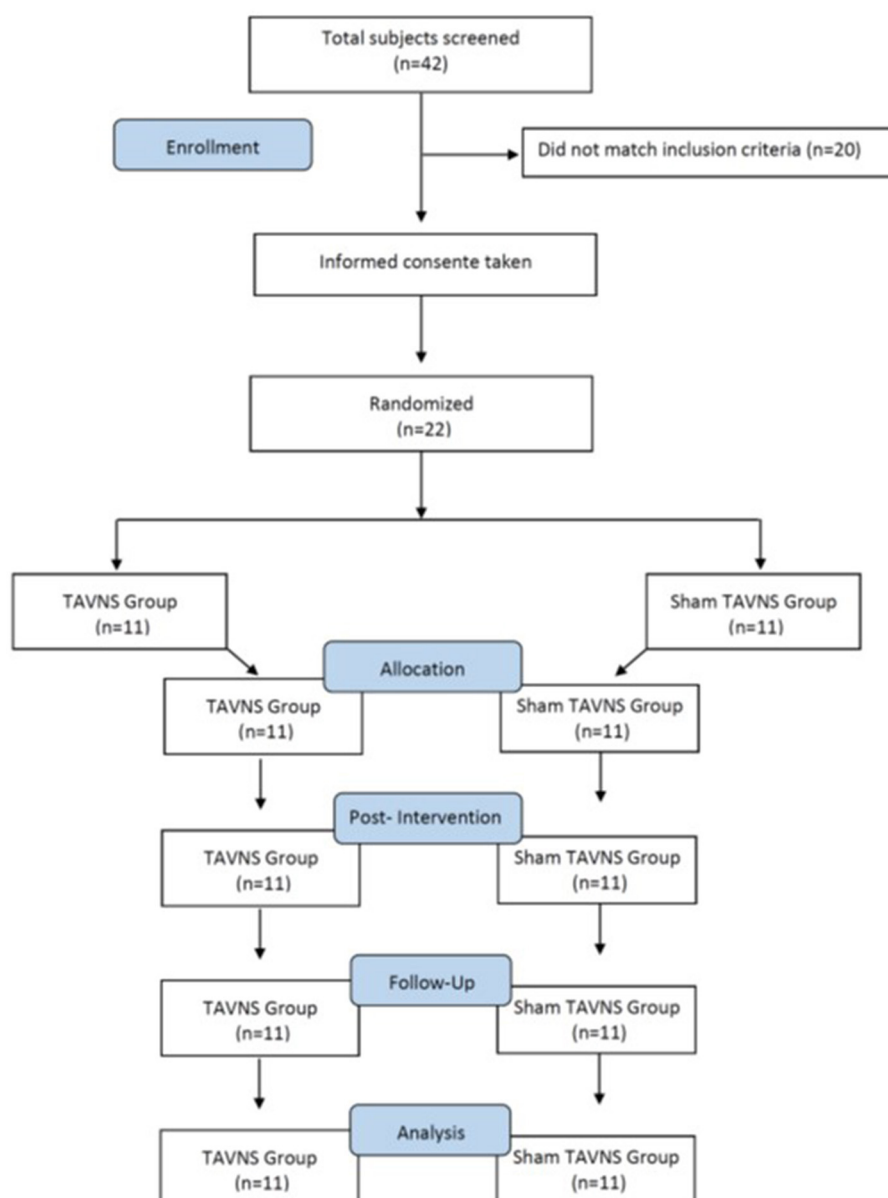 Total subjects screened
(n=42)
Enrollment
Did not match inclusion criteria (n=20)
Informed consente taken
Randomized
(n=22)
TAVNS Group
(n=11)
Sham TAVNS Group
(n=11)
Allocation
TAVNS Group
(n=11)
Sham TAVNS Group
(n=11)
Post- Intervention
TAVNS Group
(n=11)
Sham TAVNS Group
(n=11)
Follow-Up
TAVNS Group
(n=11)
Sham TAVNS Group
(n=11)
Analysis
TAVNS Group
(n=11)
Sham TAVNS Group
(n=11)